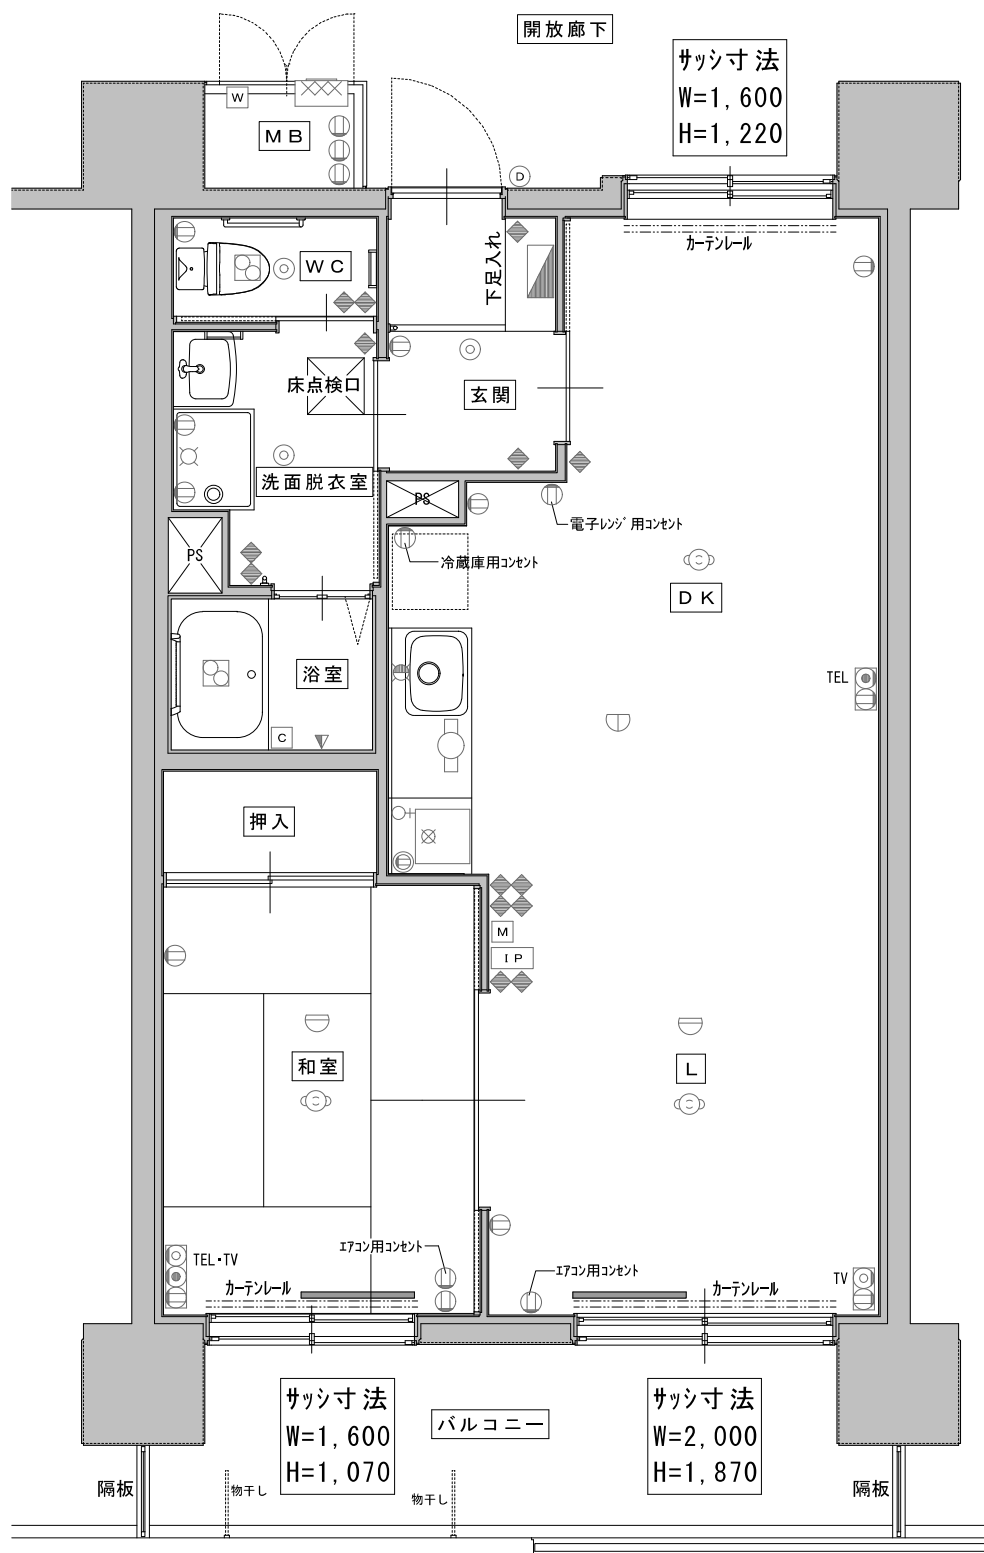 開放廊下
サッシ寸法
W=1,600
H=1,220
W
MB
D
カーテンレール
下足入れ
WC
床点検口
玄関
洗面脱衣室
PS
電子レンジ用コンセント
PS
冷蔵庫用コンセント
DK
浴室
TEL
C
押入
M
IP
和室
L
TEL・TV
エアコン用コンセント
カーテンレール
エアコン用コンセント
カーテンレール
TV
サッシ寸法
W=1,600
H=1,070
バルコニー
サッシ寸法
W=2,000
H=1,870
隔板
物干し
物干し
隔板